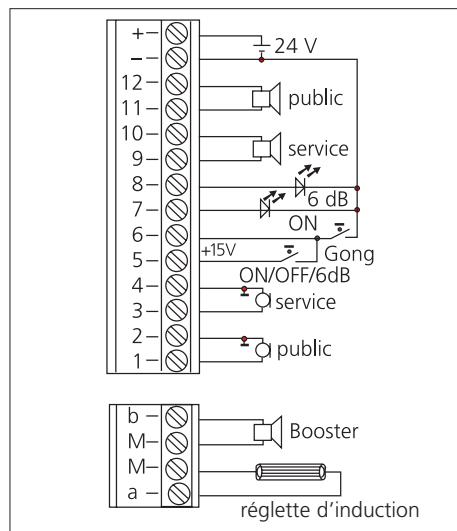 +
24 V
–
12
public
11
10
service
9
8
6 dB
7
ON
6
Gong
+15V
5
ON/OFF/6dB
4
service
3
2
public
1
b
Booster
M
M
a
réglette d'induction